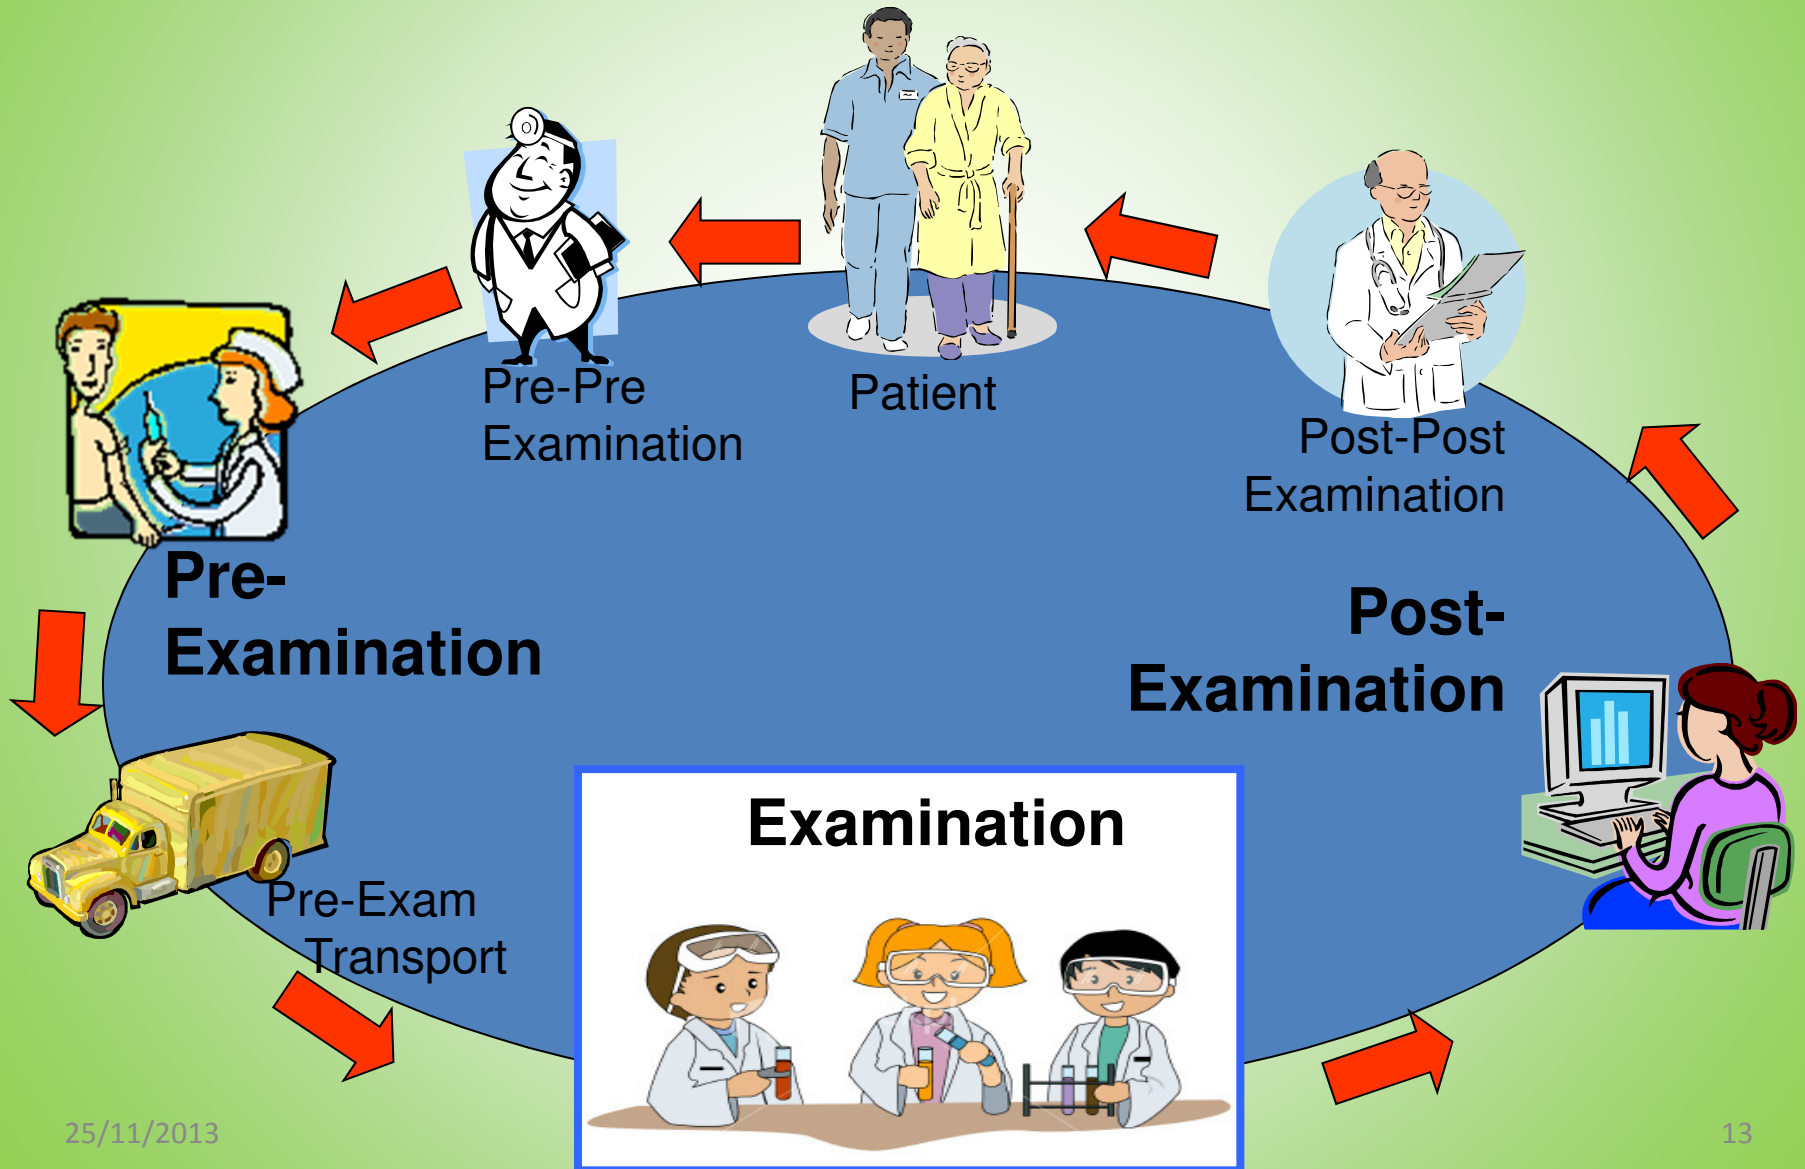 Pre-Pre
Examination
Patient
Post-Post
Examination
Pre-
Examination
Post-
Examination
Pre-Exam
Transport
Examination
25/11/2013
13